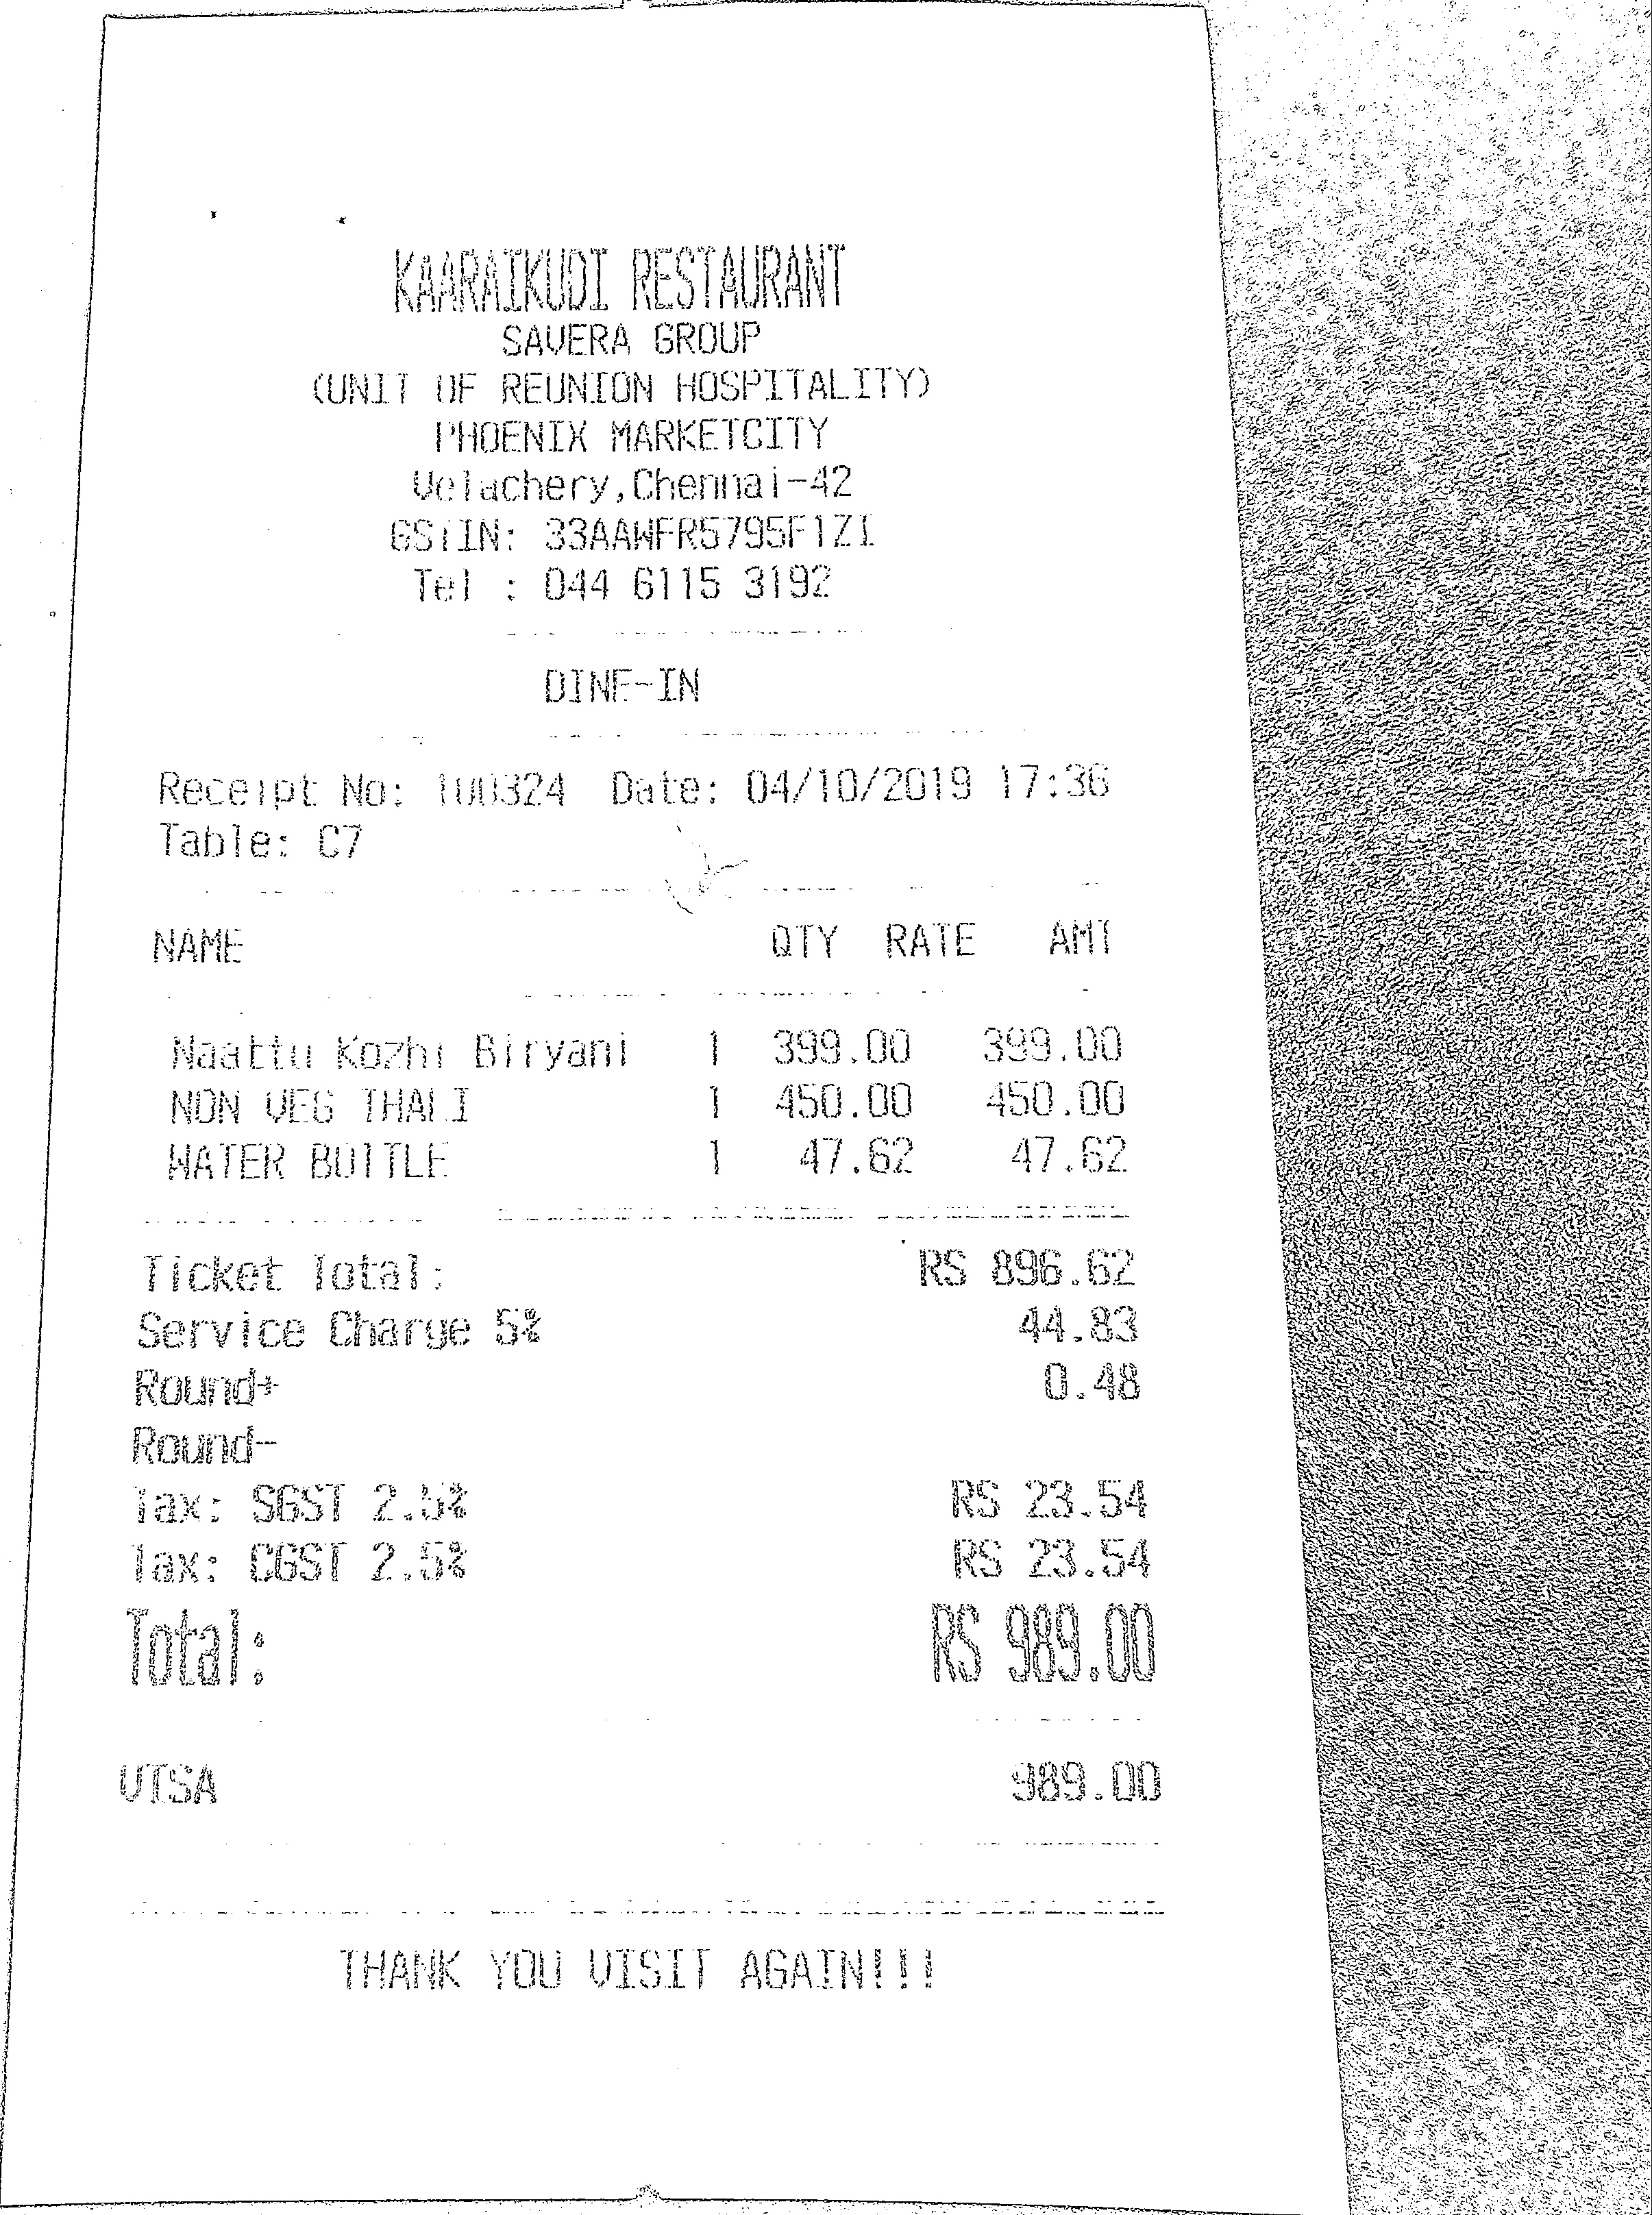 KAARAIKUDI RESTAURANT
SAVERA GROUP
(UNIT OF REUNION HOSPITALITY)
PHOENIX MARKETCITY
Velachery,Chennai-42
GSTIN: 33AAWFR5795F1ZI
Tel : 044 6115 3192
DINE-IN
Receipt No: 100324 Date: 04/10/2019 17:36
Table: C7
NAME QTY RATE AMT
Naattu Kozhi Biryani 1 399.00 399.00
NON VEG THALI 1 450.00 450.00
WATER BOTTLE 1 47.62 47.62
Ticket Total: RS 896.62
Service Charge 5% 44.83
Round+ 0.48
Round-
Tax: SGST 2.5% RS 23.54
Tax: CGST 2.5% RS 23.54
Total: RS 989.00
VISA 989.00
THANK YOU VISIT AGAIN!!!